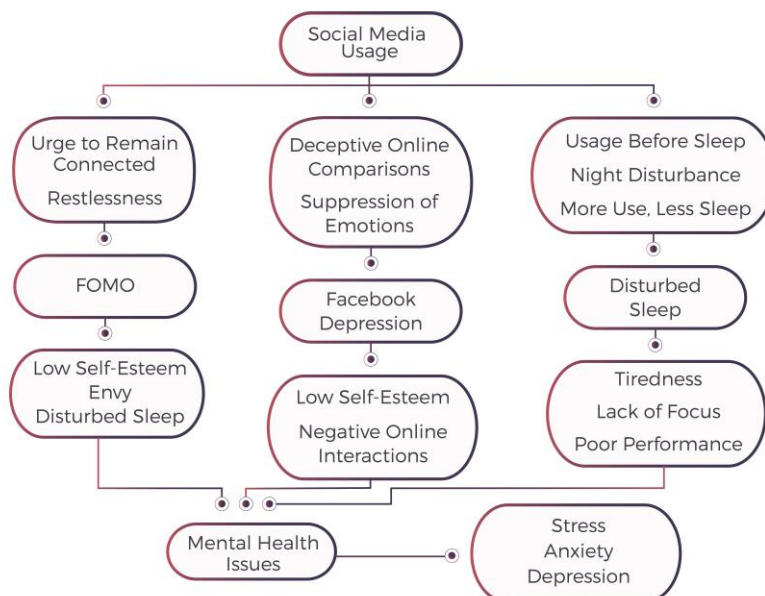 Social Media
Usage
Urge to Remain
Connected
Restlessness
Deceptive Online
Comparisons
Suppression of
Emotions
Usage Before Sleep
Night Disturbance
More Use, Less Sleep
FOMO
Facebook
Depression
Disturbed
Sleep
Low Self-Esteem
Envy
Disturbed Sleep
Low Self-Esteem
Negative Online
Interactions
Tiredness
Lack of Focus
Poor Performance
Mental Health
Issues
Stress
Anxiety
Depression